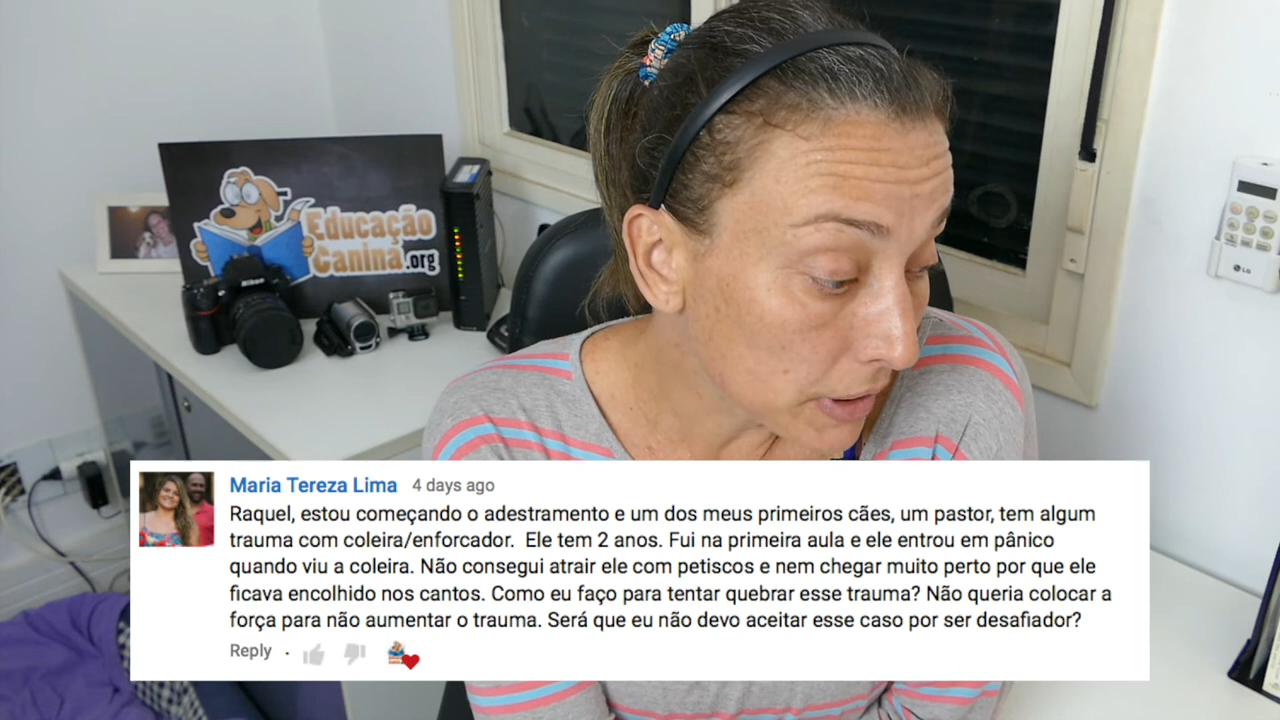 Educação
Canina.org
Nikon
LG
Maria Tereza Lima 4 days ago
Raquel, estou começando o adestramento e um dos meus primeiros cães, um pastor, tem algum
trauma com coleira/enforcador. Ele tem 2 anos. Fui na primeira aula e ele entrou em pânico
quando viu a coleira. Não consegui atrair ele com petiscos e nem chegar muito perto por que ele
ficava encolhido nos cantos. Como eu faço para tentar quebrar esse trauma? Não queria colocar a
força para não aumentar o trauma. Será que eu não devo aceitar esse caso por ser desafiador?
Reply